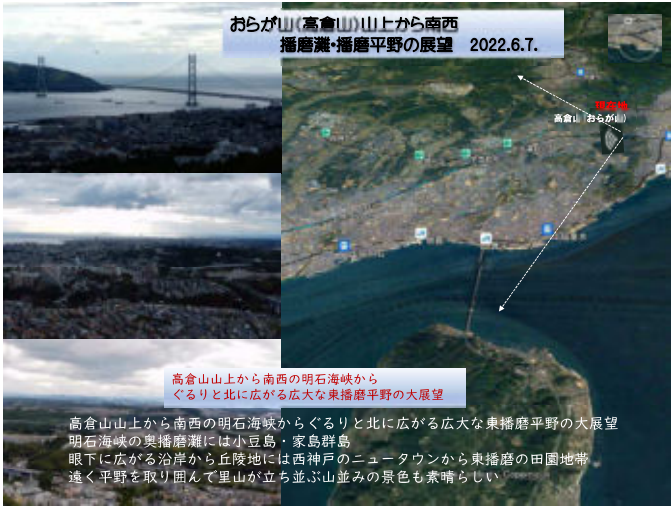 おらが山(高倉山)山上から南西
播磨灘・播磨平野の展望 2022.6.7.
現在地
高倉山(おらが山)
高倉山山上から南西の明石海峡から
ぐるりと北に広がる広大な東播磨平野の大展望
高倉山山上から南西の明石海峡からぐるりと北に広がる広大な東播磨平野の大展望
明石海峡の奥播磨灘には小豆島・家島群島
眼下に広がる沿岸から丘陵地には西神戸のニュータウンから東播磨の田園地帯
遠く平野を取り囲んで里山が立ち並ぶ山並みの景色も素晴らしい